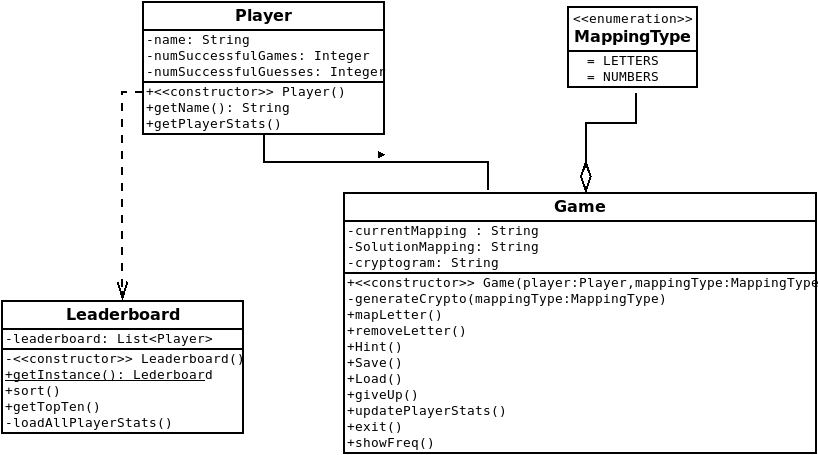 Player
-name: String
-numSuccessfulGames: Integer
-numSuccessfulGuesses: Integer
+<<constructor>> Player()
+getName(): String
+getPlayerStats()
<<enumeration>>
MappingType
= LETTERS
= NUMBERS
Game
-currentMapping : String
-SolutionMapping: String
-cryptogram: String
+<<constructor>> Game(player:Player,mappingType:MappingType
-generateCrypto(mappingType:MappingType)
+mapLetter()
+removeLetter()
+Hint()
+Save()
+Load()
+giveUp()
+updatePlayerStats()
+exit()
+showFreq()
Leaderboard
-leaderboard: List<Player>
-<<constructor>> Leaderboard()
+getInstance(): Lederboard
+sort()
+getTopTen()
-loadAllPlayerStats()